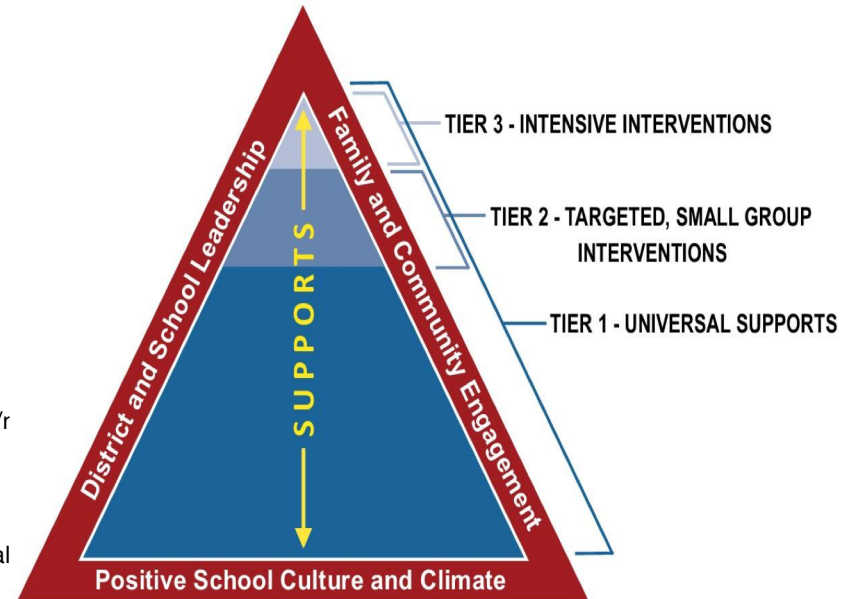 District and School Leadership
Family and Community Engagement
SUPPORTS
TIER 3 - INTENSIVE INTERVENTIONS
TIER 2 - TARGETED, SMALL GROUP
INTERVENTIONS
TIER 1 - UNIVERSAL SUPPORTS
Positive School Culture and Climate